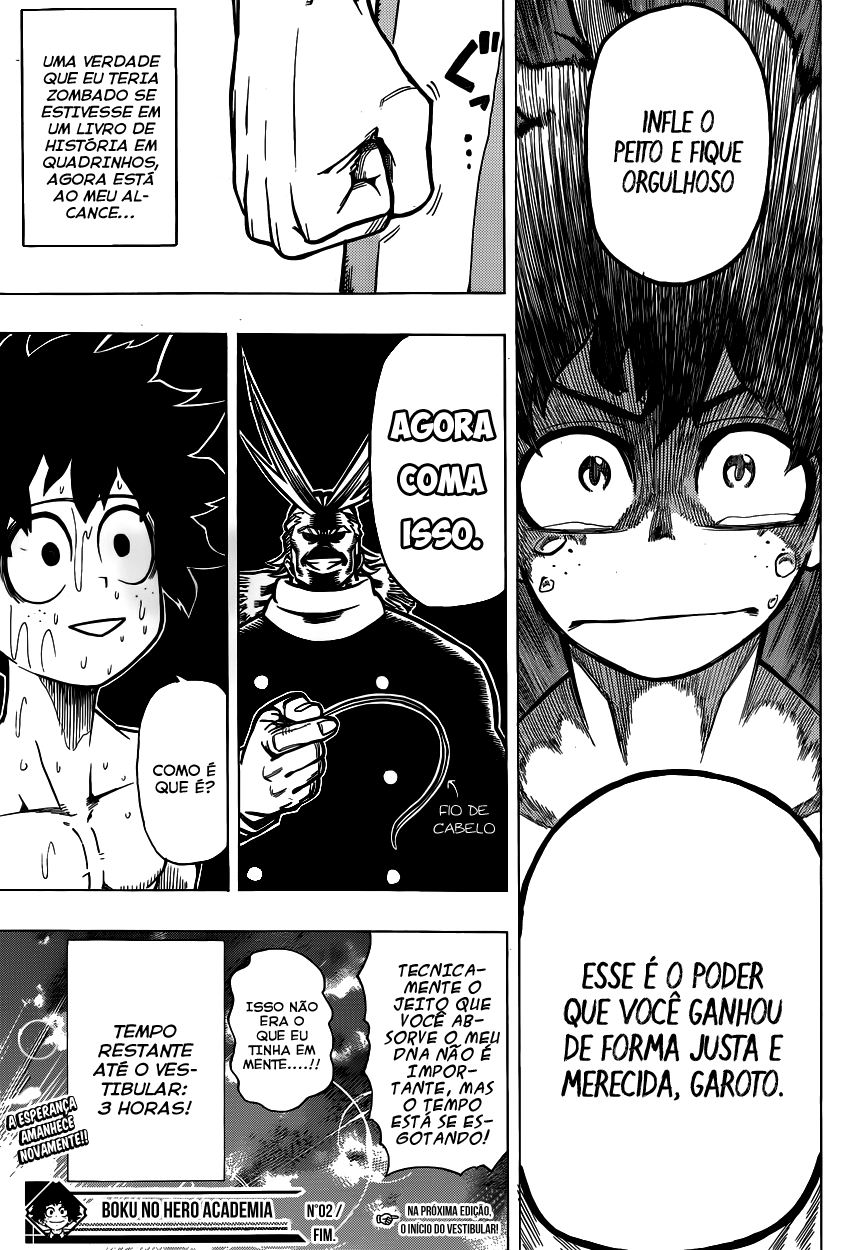 INFLE O
PEITO E FIQUE
ORGULHOSO
ESSE É O PODER
QUE VOCÊ GANHOU
DE FORMA JUSTA E
MERECIDA, GAROTO.
UMA VERDADE
QUE EU TERIA
ZOMBADO SE
ESTIVESSE EM
UM LIVRO DE
HISTÓRIA EM
QUADRINHOS,
AGORA ESTÁ
AO MEU AL-
CANCE...
AGORA
COMA
ISSO.
FIO DE
CABELO
COMO É
QUE É?
TECNICA-
MENTE O
JEITO QUE
VOCÊ AB-
SORVE O MEU
DNA NÃO É
IMPOR-
TANTE, MAS
O TEMPO
ESTÁ SE ES-
GOTANDO!
ISSO NÃO
ERA O
QUE EU
TINHA EM
MENTE....!!
TEMPO
RESTANTE
ATÉ O VES-
TIBULAR:
3 HORAS!
A ESPERANÇA
AMANHECE
NOVAMENTE!!
BOKU NO HERO ACADEMIA
N°02 /
FIM.
NA PRÓXIMA EDIÇÃO,
O INÍCIO DO VESTIBULAR!